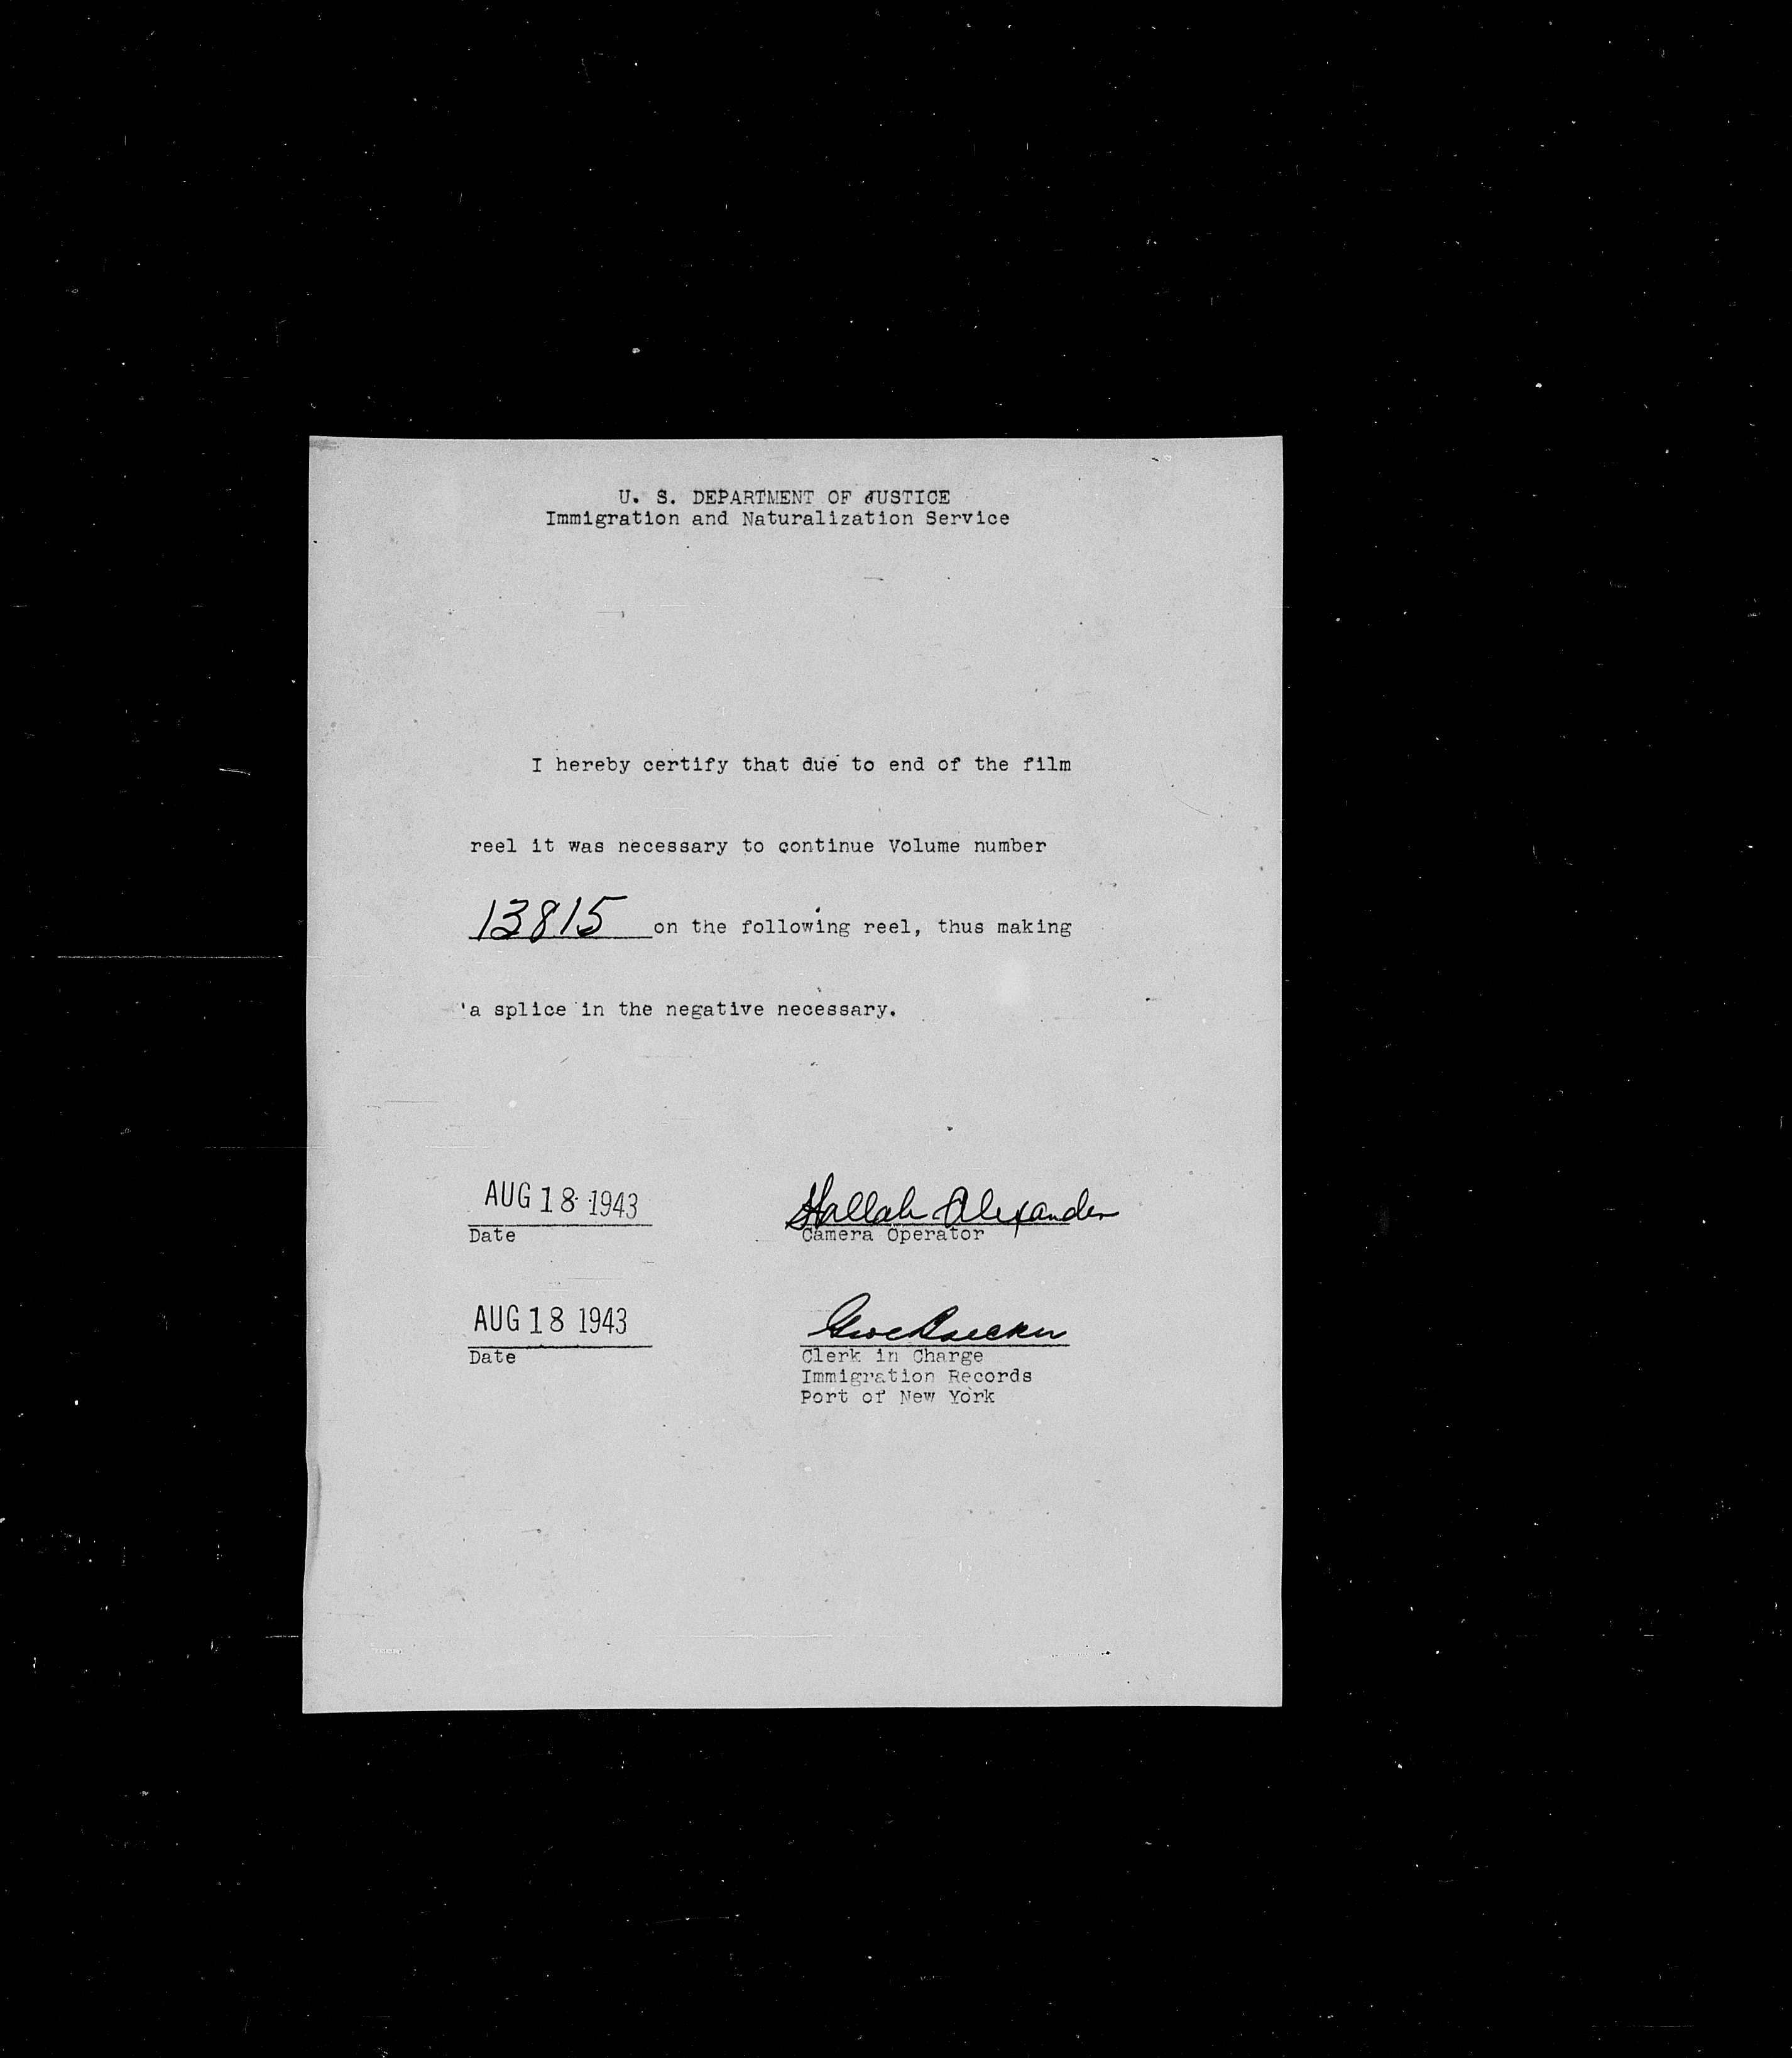 U. S. DEPARTMENT OF JUSTICE
Immigration and Naturalization Service
I hereby certify that due to end of the film
reel it was necessary to continue Volume number
13815 on the following reel, thus making
a splice in the negative necessary.
AUG 18 1943
Hallah Alexander
Date
Camera Operator
AUG 18 1943
Date
Clerk in Charge
Immigration Records
Port of New York